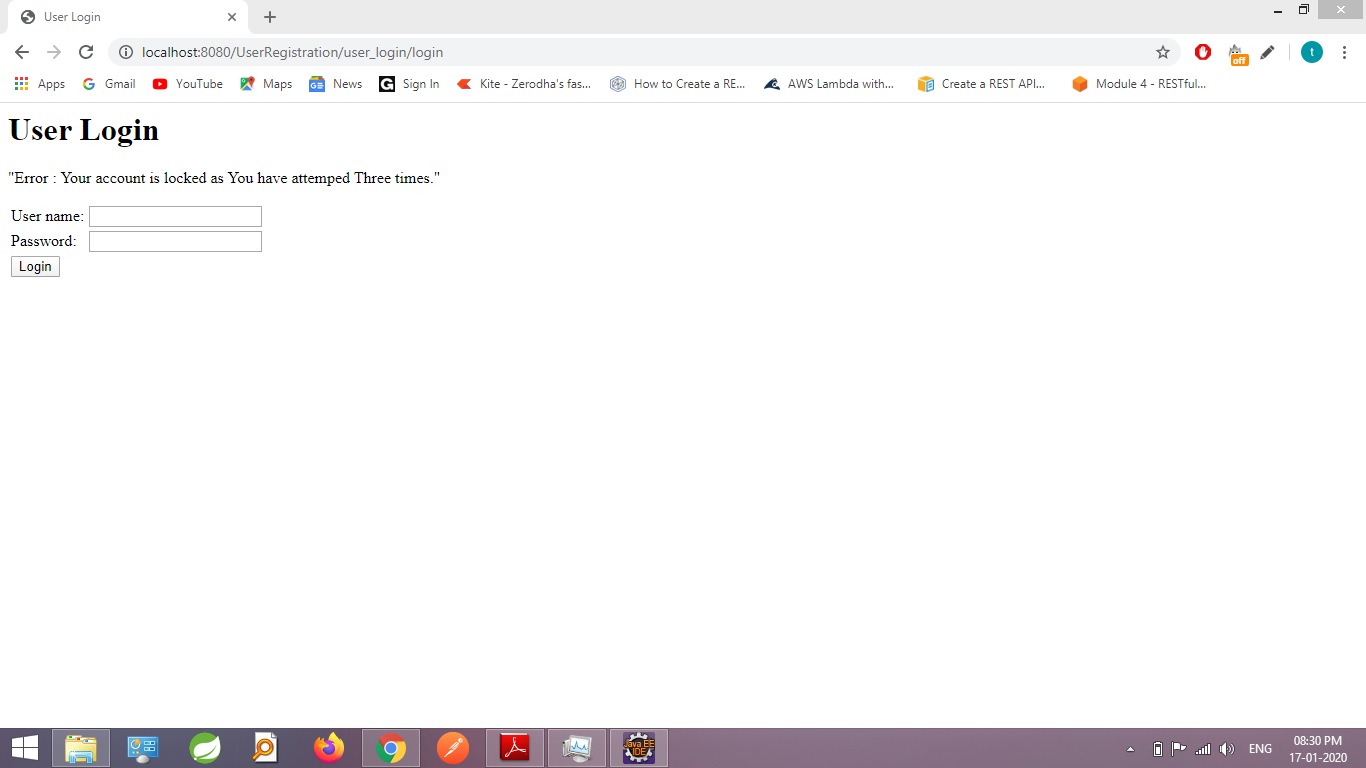 User Login
localhost:8080/UserRegistration/user_login/login
off
t
Apps Gmail YouTube Maps News Sign In Kite - Zerodha's fas... How to Create a RE... AWS Lambda with... Create a REST API... Module 4 - RESTful...
User Login
"Error : Your account is locked as You have attemped Three times."
User name:
Password:
Login
Java EE
IDE
ENG
08:30 PM
17-01-2020